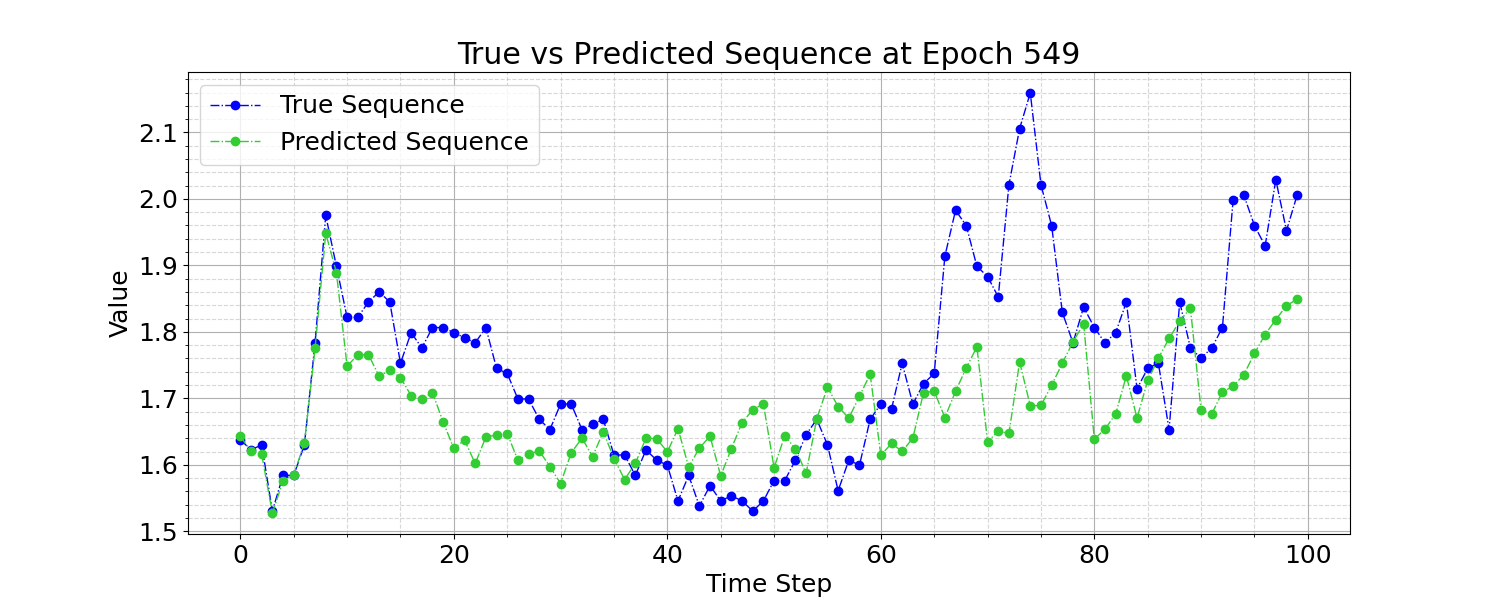 True vs Predicted Sequence at Epoch 549
True Sequence
Predicted Sequence
Value
2.1
2.0
1.9
1.8
1.7
1.6
1.5
0 20 40 60 80 100
Time Step